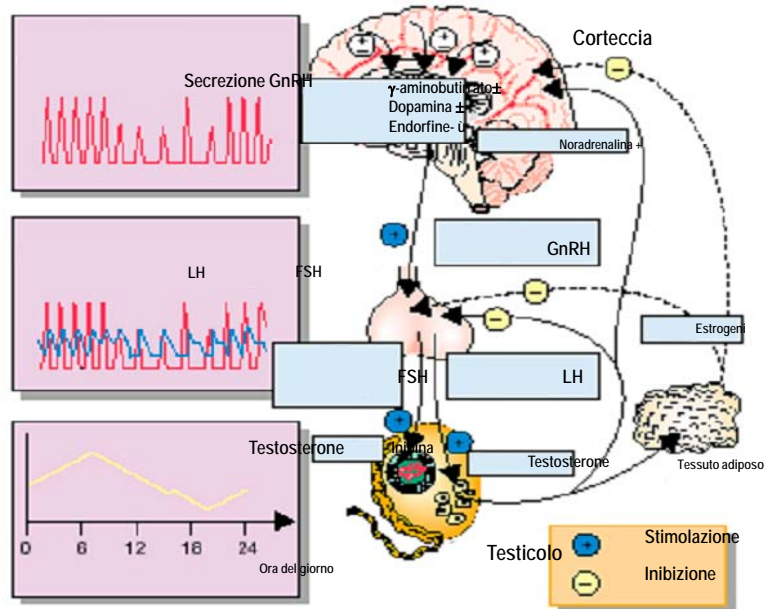 Corteccia
Secrezione GnRH
γ-aminobutirrato±
Dopamina ±
Endorfine- ù
Noradrenalina +
GnRH
LH
FSH
Estrogeni
FSH
LH
Testosterone
Inibina
Testosterone
Tessuto adiposo
0 6 12 18 24
Ora del giorno
Testicolo
Stimolazione
Inibizione